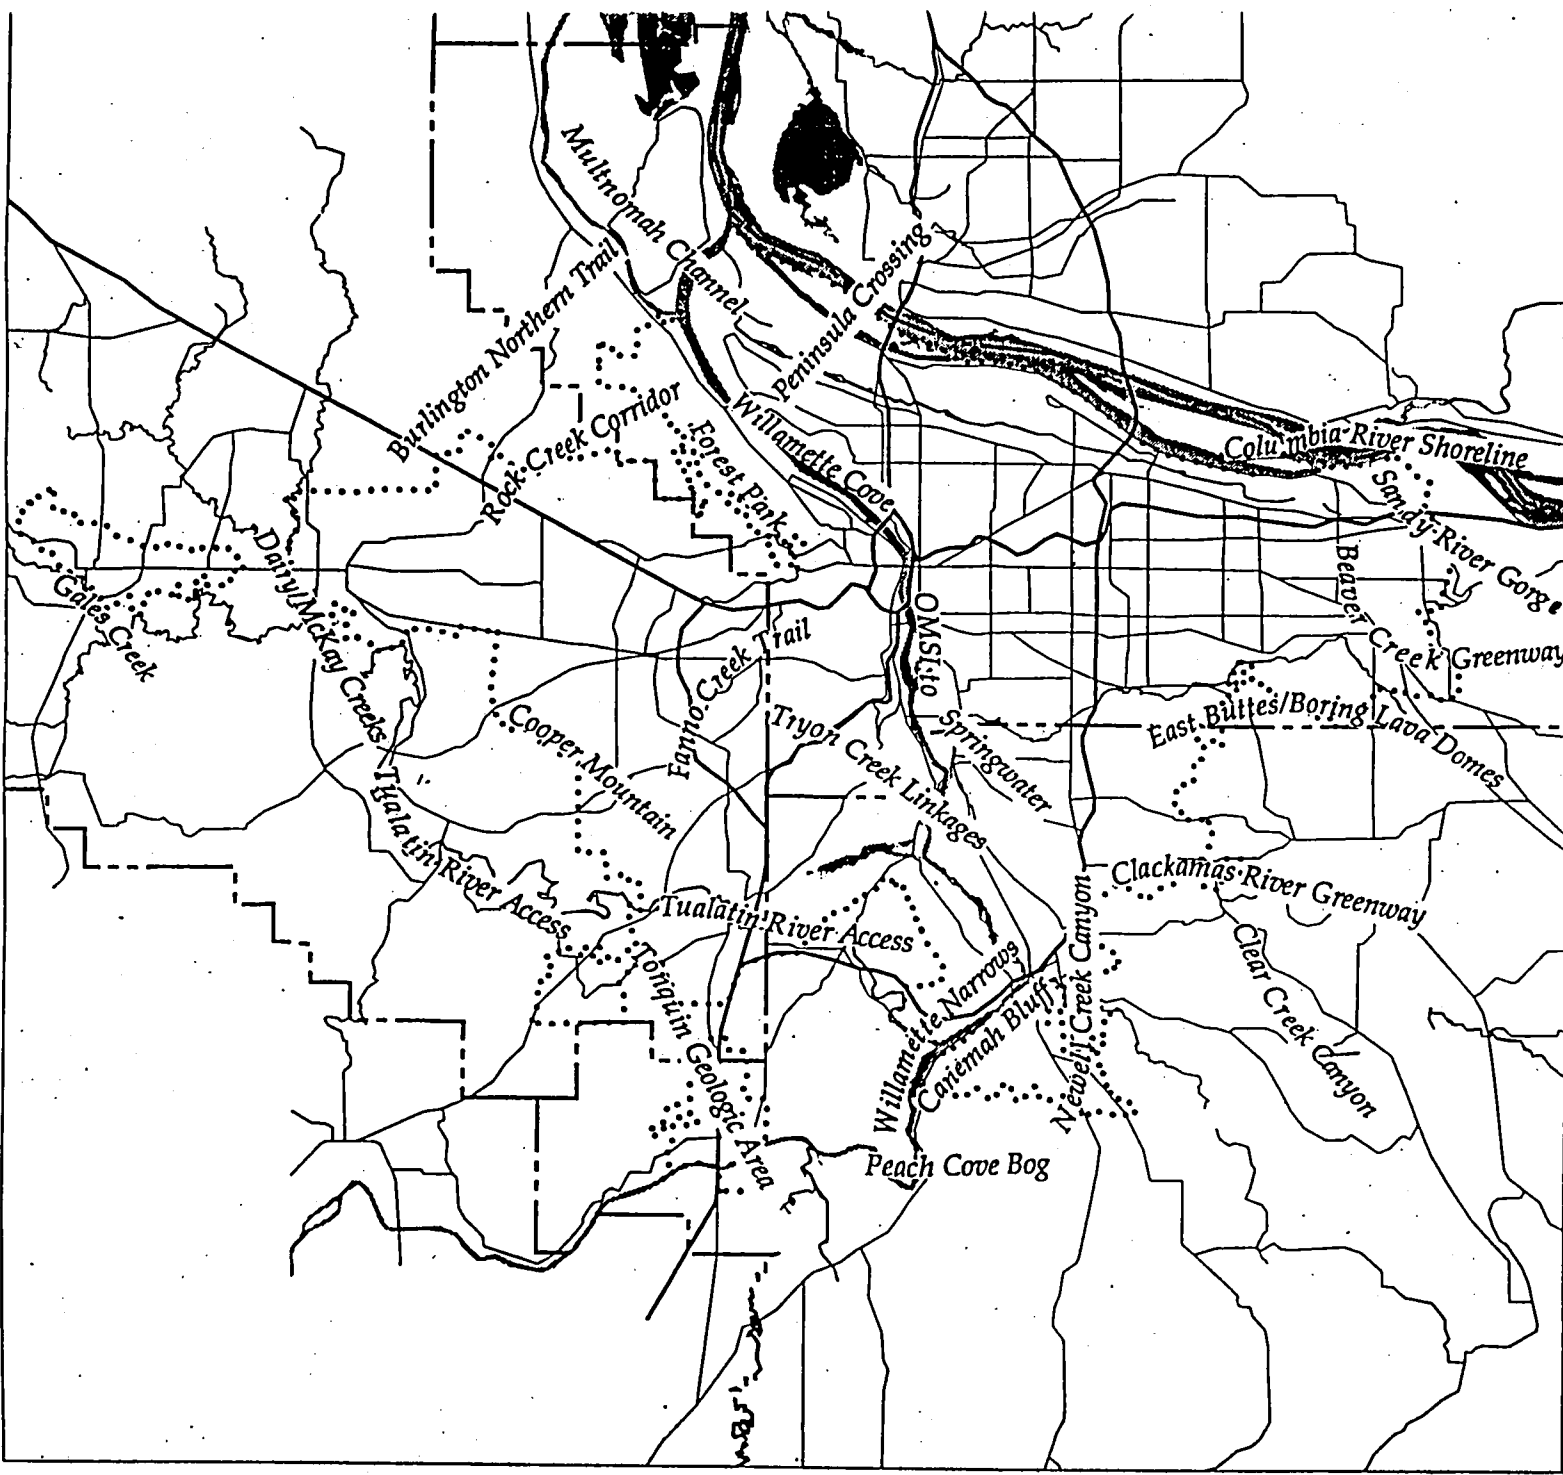 Multnomah Channel
Burlington Northern Trail
Peninsula Crossing
Rock Creek Corridor
Forest Park
Willamette Cove
Columbia River Shoreline
Sandy River Gorge
Beaver Creek Greenway
Gales Creek
Dairy/McKay Creeks
OMSI to Springwater
Fanno Creek Trail
Tryon Creek Linkages
East Buttes/Boring Lava Domes
Cooper Mountain
Tualatin River Access
Tualatin River Access
Clackamas River Greenway
Clear Creek Canyon
Tonquin Geologic Area
Willamette Narrows
Canemah Bluff
Newell Creek Canyon
Peach Cove Bog